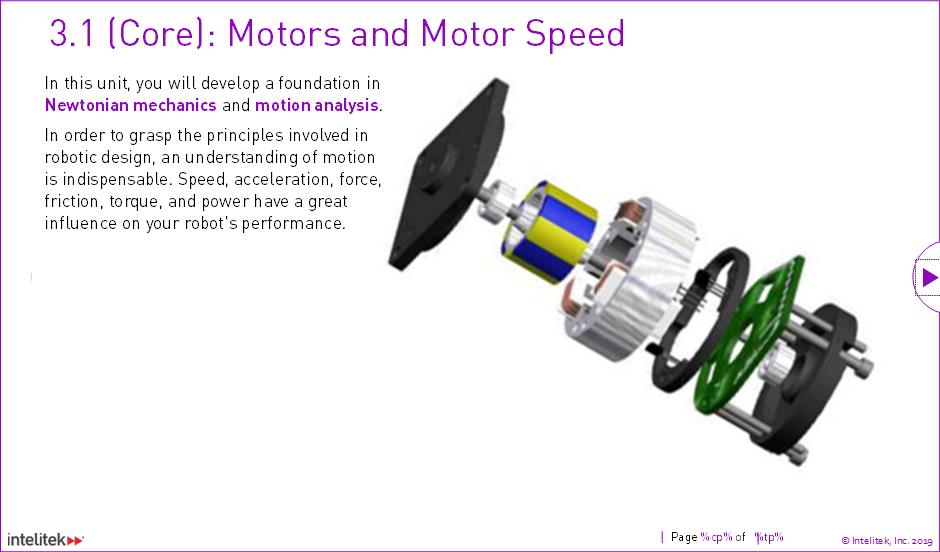 3.1 (Core): Motors and Motor Speed
In this unit, you will develop a foundation in
Newtonian mechanics and motion analysis.
In order to grasp the principles involved in
robotic design, an understanding of motion
is indispensable. Speed, acceleration, force,
friction, torque, and power have a great
influence on your robot's performance.
intelitek
| Page %cp% of %tp%
© Intelitek, Inc. 2019